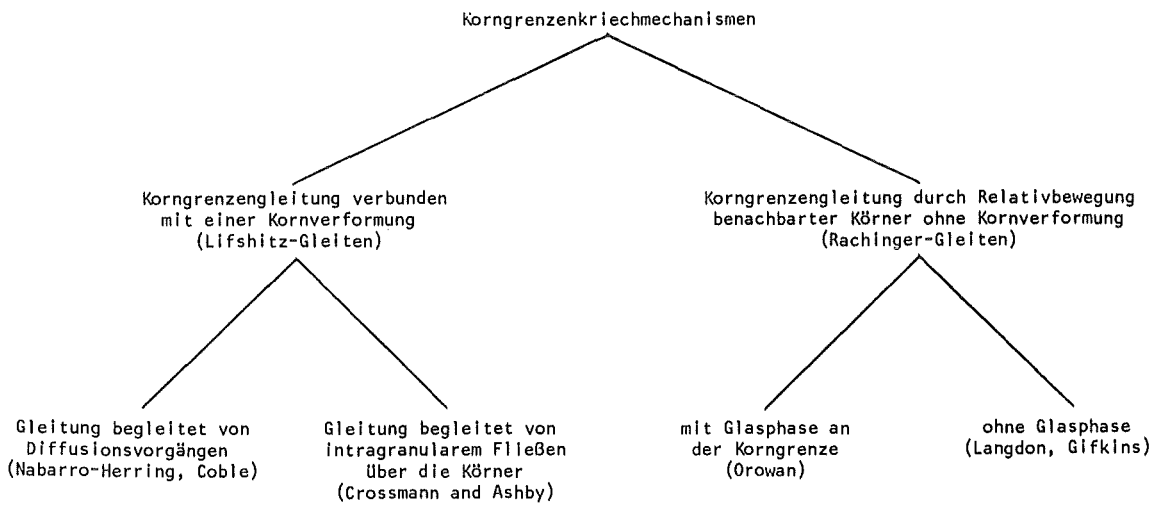 Korngrenzenkriechmechanismen
Korngrenzengleitung verbunden
mit einer Kornverformung
(Lifshitz-Gleiten)
Korngrenzengleitung durch Relativbewegung
benachbarter Körner ohne Kornverformung
(Rachinger-Gleiten)
Gleitung begleitet von
Diffusionsvorgängen
(Nabarro-Herring, Coble)
Gleitung begleitet von
intragranularem Fließen
über die Körner
(Crossmann and Ashby)
mit Glasphase an
der Korngrenze
(Orowan)
ohne Glasphase
(Langdon, Gifkins)